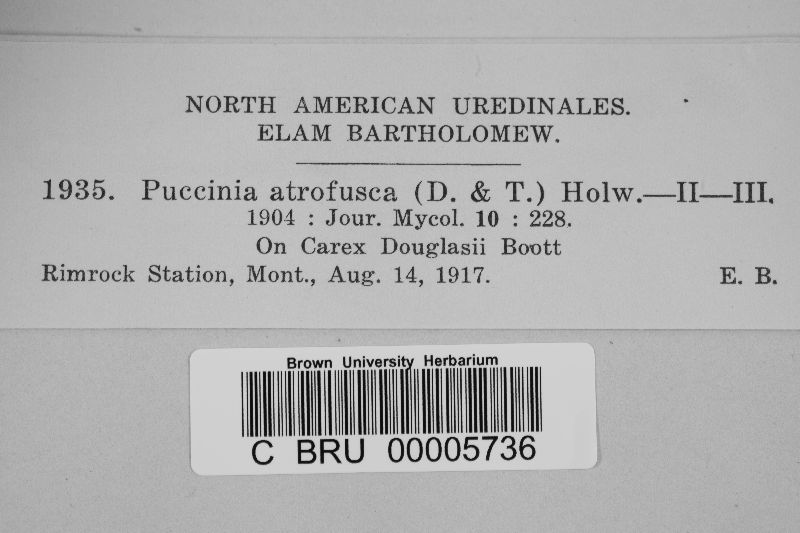 NORTH AMERICAN UREDINALES.
ELAM BARTHOLOMEW.
1935. Puccinia atrofusca (D. & T.) Holw.—II—III.
1904 : Jour. Mycol. 10 : 228.
On Carex Douglasii Boott
Rimrock Station, Mont., Aug. 14, 1917. E. B.
Brown University Herbarium
C BRU 00005736